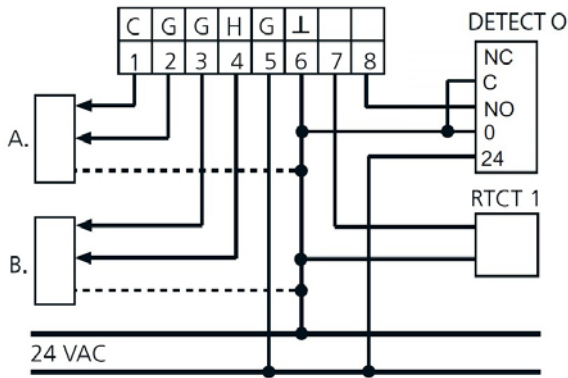 C G G H G ⊥
1 2 3 4 5 6 7 8
DETECT O
NC
C
NO
0
24
A.
RTCT 1
B.
24 VAC